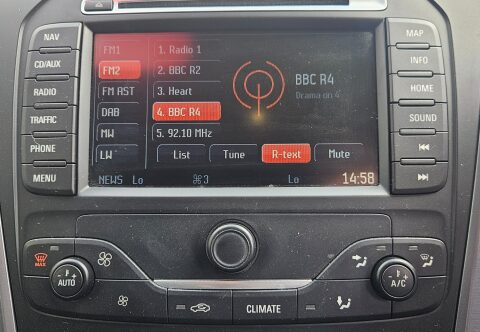 NAV
CD/AUX
RADIO
TRAFFIC
PHONE
MENU
FM1
FM2
FM AST
DAB
MW
LW
1. Radio 1
2. BBC R2
3. Heart
4. BBC R4
5. 92.10 MHz
BBC R4
Drama on 4
List
Tune
R-text
Mute
NEWS
Lo
3
Lo
14:58
MAP
INFO
HOME
SOUND
MAX
- +
AUTO
CLIMATE
- +
A/C